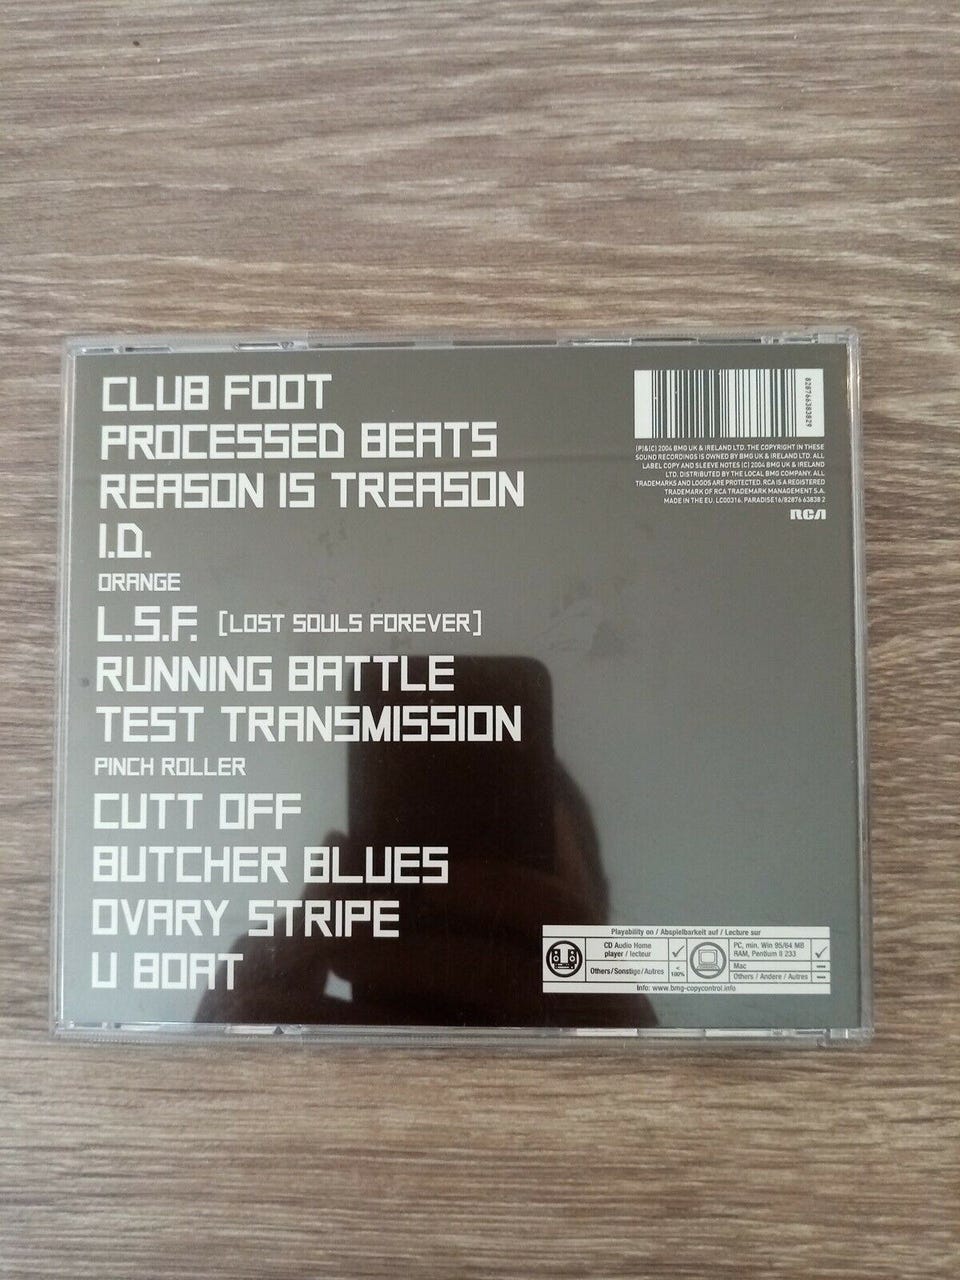 CLUB FOOT
PROCESSED BEATS
REASON IS TREASON
I.D.
ORANGE
L.S.F. [LOST SOULS FOREVER]
RUNNING BATTLE
TEST TRANSMISSION
PINCH ROLLER
CUTT OFF
BUTCHER BLUES
OVARY STRIPE
U BOAT
828766383829
(P)&(C) 2004 BMG UK & IRELAND LTD. THE COPYRIGHT IN THESE
SOUND RECORDINGS IS OWNED BY BMG UK & IRELAND LTD. ALL
LABEL COPY AND SLEEVE NOTES (C) 2004 BMG UK & IRELAND
LTD. DISTRIBUTED BY THE LOCAL BMG COMPANY. ALL
TRADEMARKS AND LOGOS ARE PROTECTED. RCA IS A REGISTERED
TRADEMARK OF RCA TRADEMARK MANAGEMENT S.A.
MADE IN THE EU. LC00316. PARADISE16/82876 63838 2
RCA
Playability on / Abspielbarkeit auf / Lecture sur
CD Audio Home
player / lecteur ✓
Others/Sonstige/Autres < 100%
PC, min. Win 95/64 MB
RAM, Pentium II 233 ✓
Mac –
Others / Andere / Autres –
Info: www.bmg-copycontrol.info